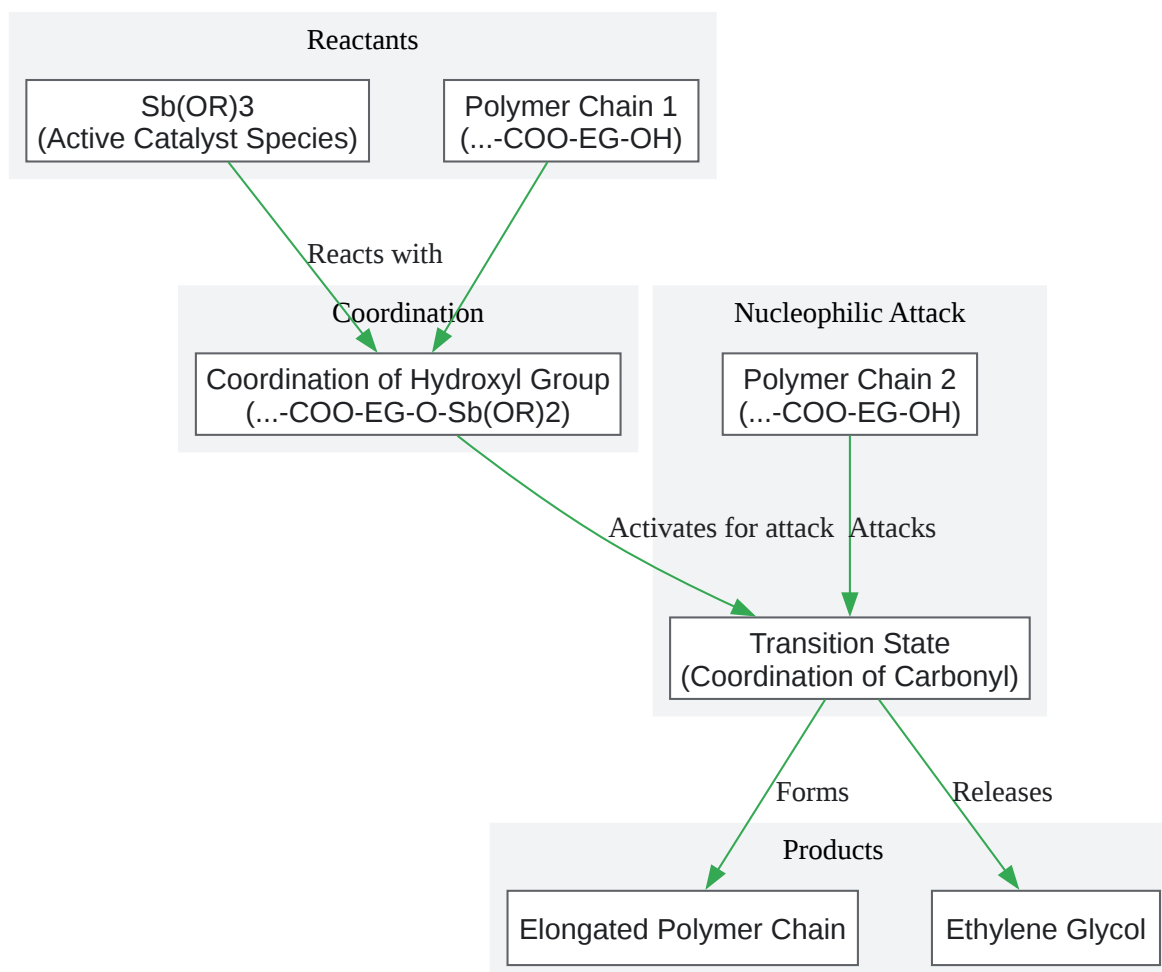 Reactants
Sb(OR)3
(Active Catalyst Species)
Polymer Chain 1
(...-COO-EG-OH)
Reacts with
Coordination
Coordination of Hydroxyl Group
(...-COO-EG-O-Sb(OR)2)
Nucleophilic Attack
Polymer Chain 2
(...-COO-EG-OH)
Activates for attack
Attacks
Transition State
(Coordination of Carbonyl)
Forms
Releases
Products
Elongated Polymer Chain
Ethylene Glycol